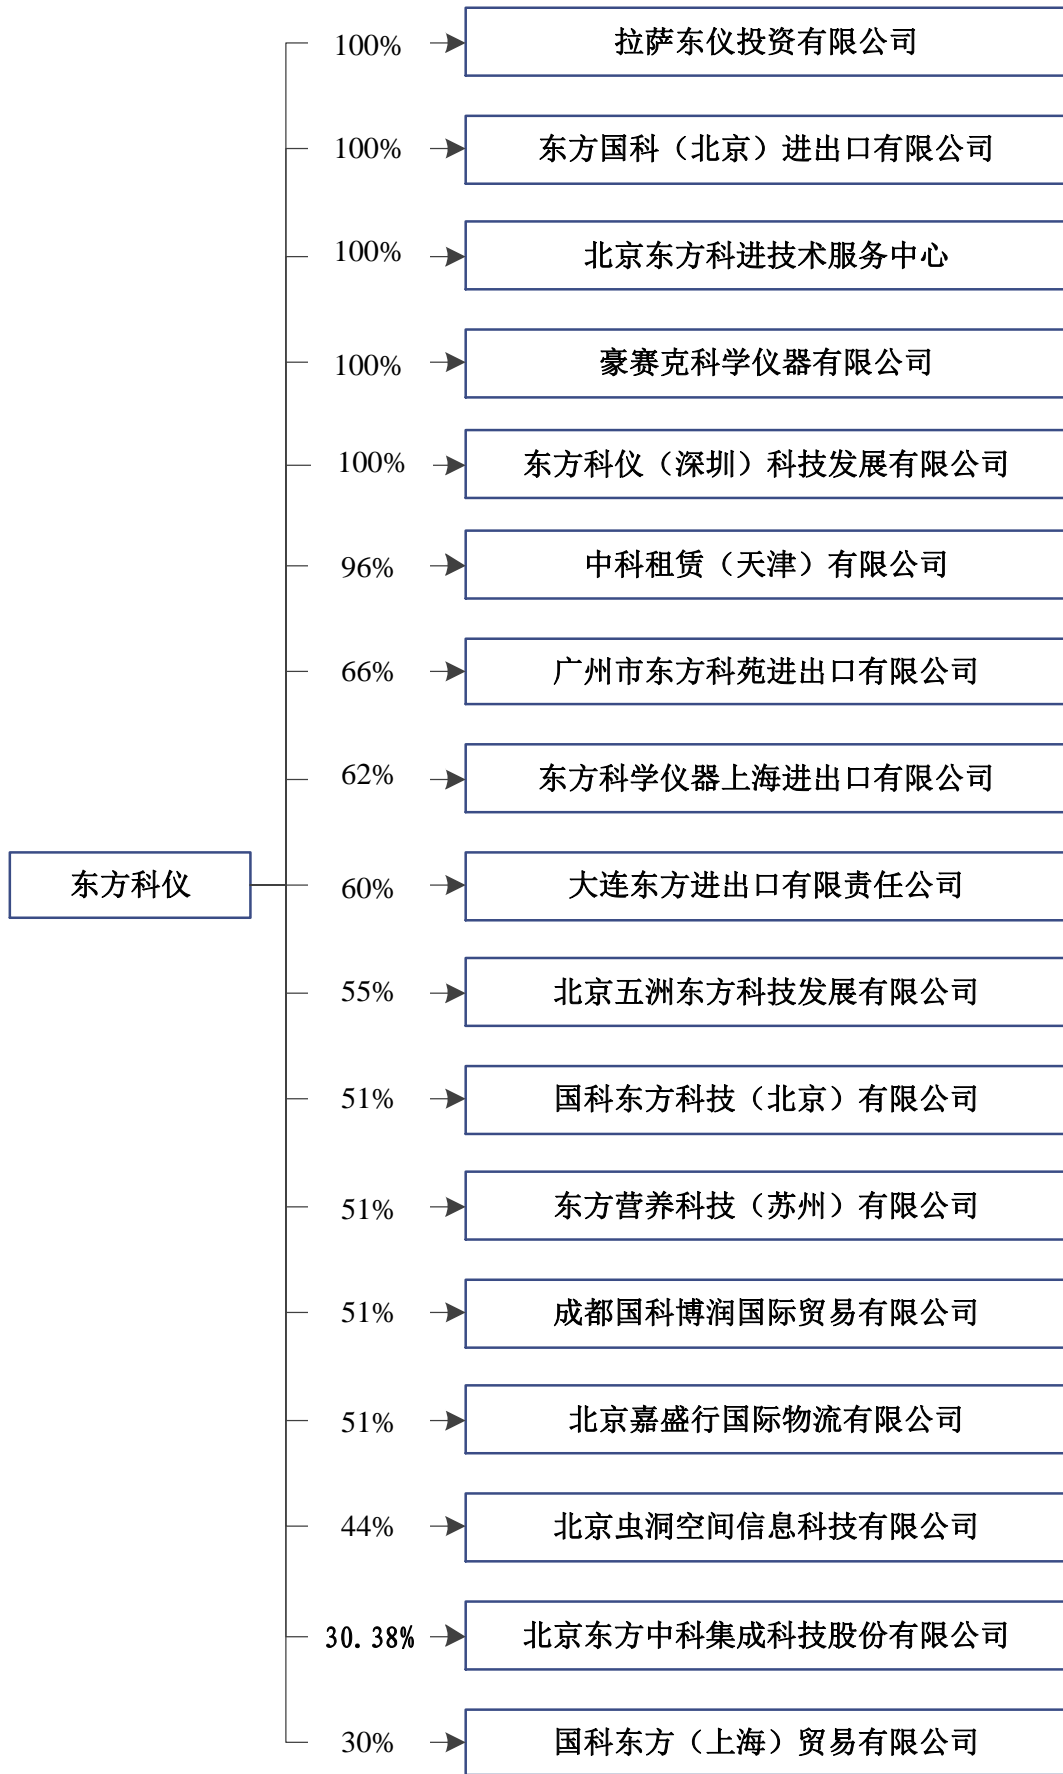 100% 拉萨东仪投资有限公司
100% 东方国科（北京）进出口有限公司
100% 北京东方科进技术服务中心
100% 豪赛克科学仪器有限公司
100% 东方科仪（深圳）科技发展有限公司
96% 中科租赁（天津）有限公司
66% 广州市东方科苑进出口有限公司
62% 东方科学仪器上海进出口有限公司
东方科仪 60% 大连东方进出口有限责任公司
55% 北京五洲东方科技发展有限公司
51% 国科东方科技（北京）有限公司
51% 东方营养科技（苏州）有限公司
51% 成都国科博润国际贸易有限公司
51% 北京嘉盛行国际物流有限公司
44% 北京虫洞空间信息科技有限公司
30.38% 北京东方中科集成科技股份有限公司
30% 国科东方（上海）贸易有限公司